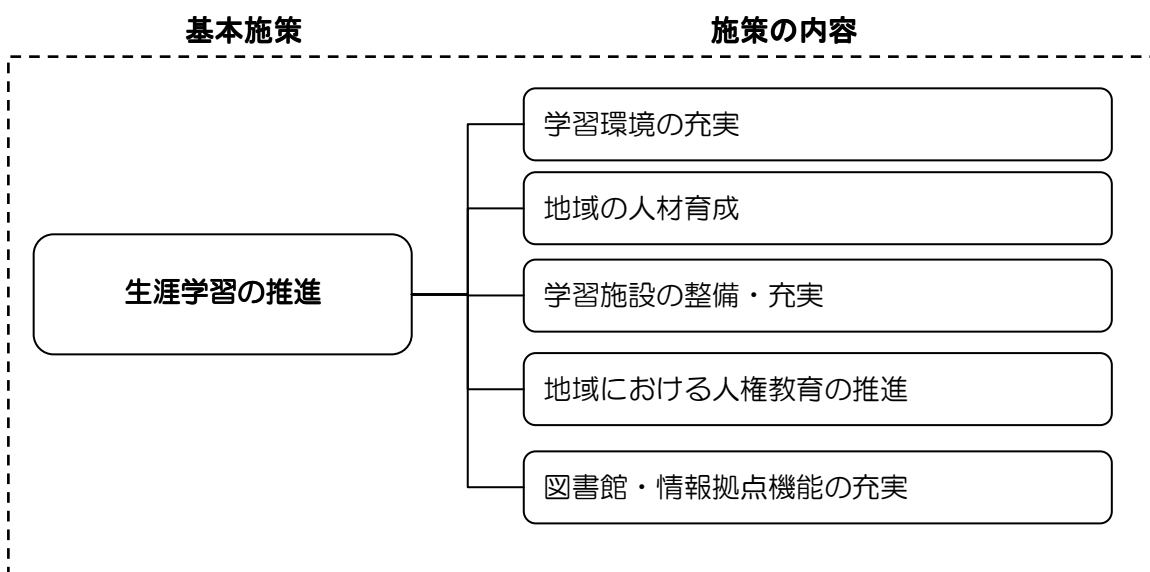 基本施策
施策の内容
生涯学習の推進
学習環境の充実
地域の人材育成
学習施設の整備・充実
地域における人権教育の推進
図書館・情報拠点機能の充実